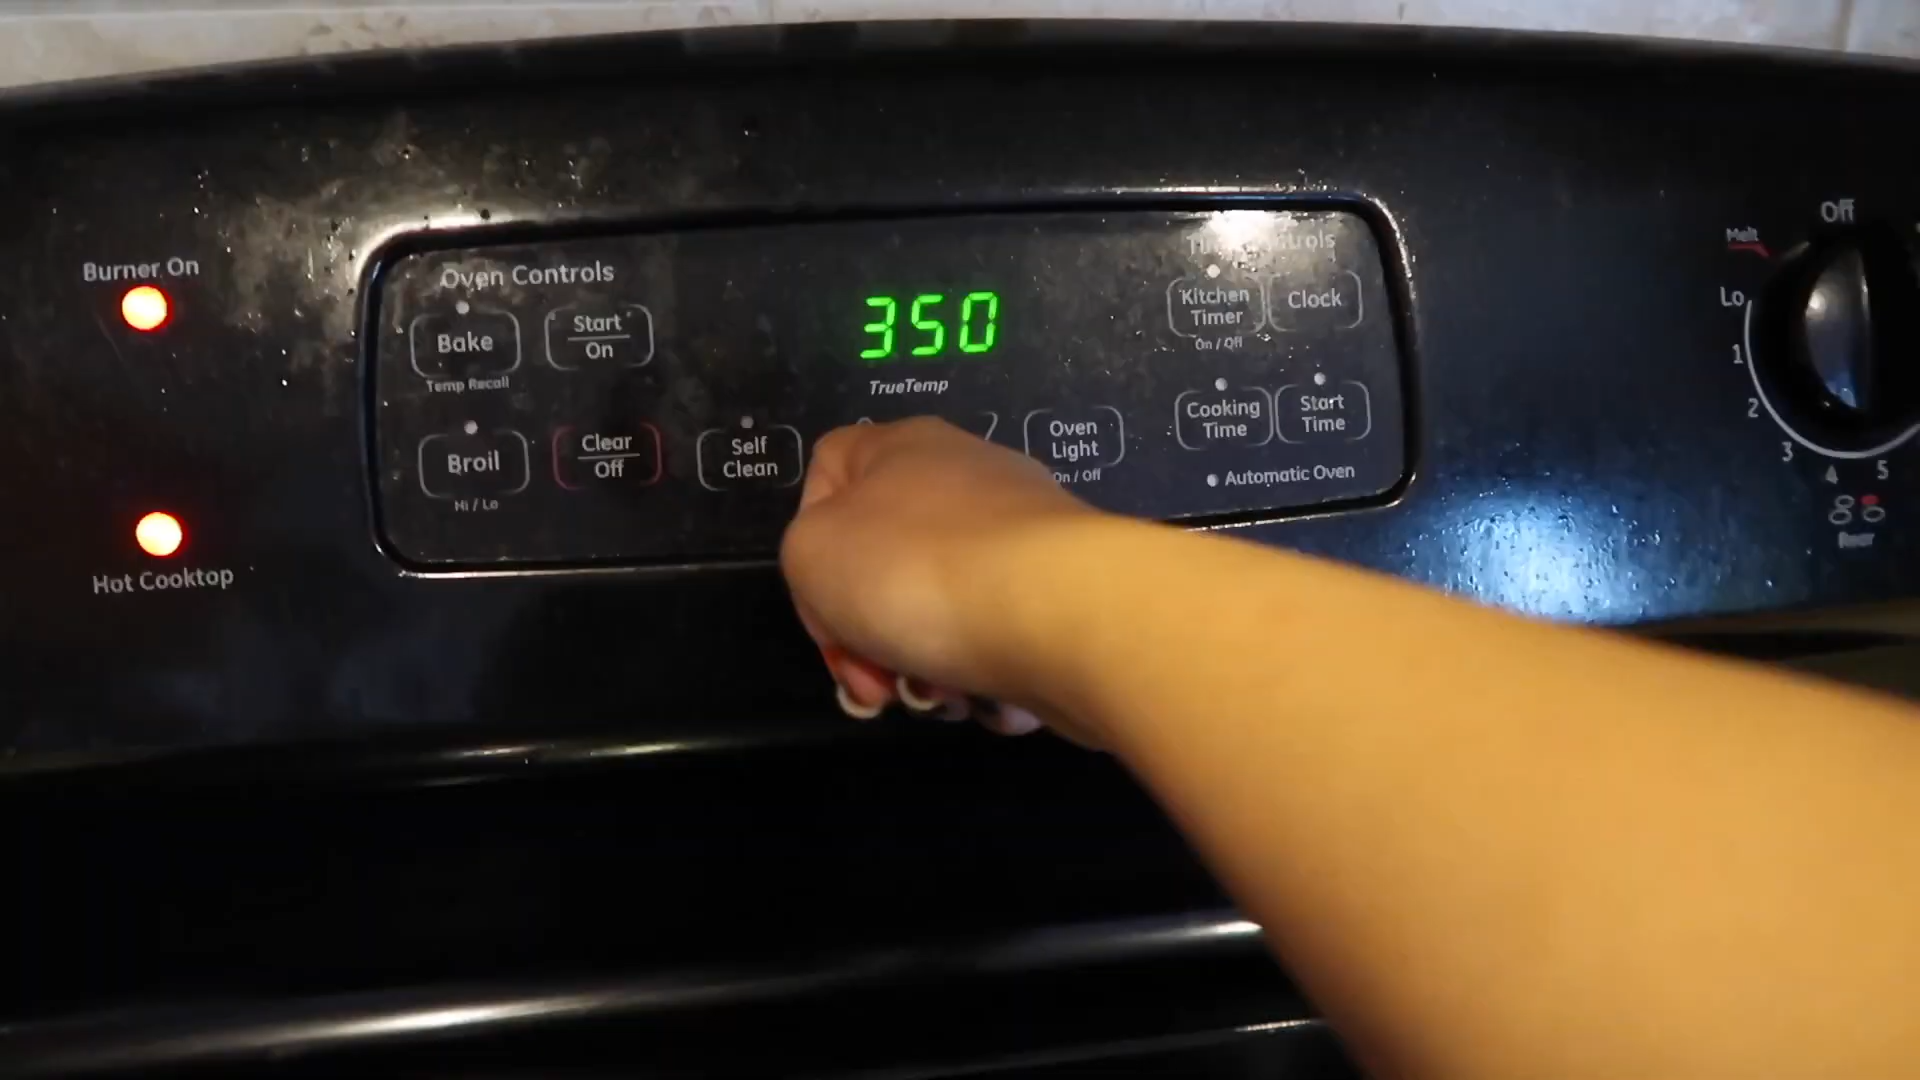 Burner On
Hot Cooktop
Oven Controls
Bake
Temp Recall
Start
On
Broil
Hi / Lo
Clear
Off
Self
Clean
350
TrueTemp
Oven
Light
On / Off
Kitchen
Timer
On / Off
Clock
Cooking
Time
Start
Time
Automatic Oven
Off
Melt
Lo
1
2
3
4
5
Rear